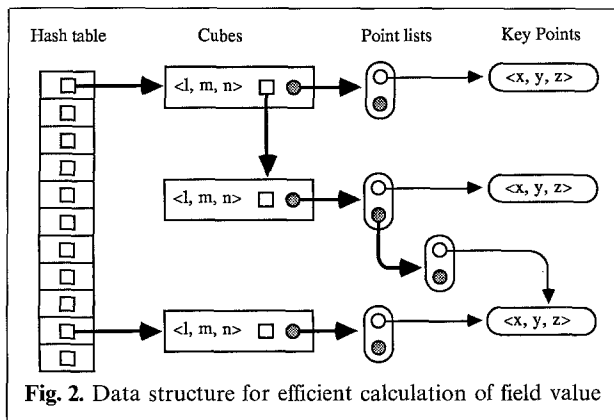 Hash table Cubes Point lists Key Points
<l, m, n> <x, y, z>
<l, m, n> <x, y, z>
<l, m, n> <x, y, z>
Fig. 2. Data structure for efficient calculation of field value